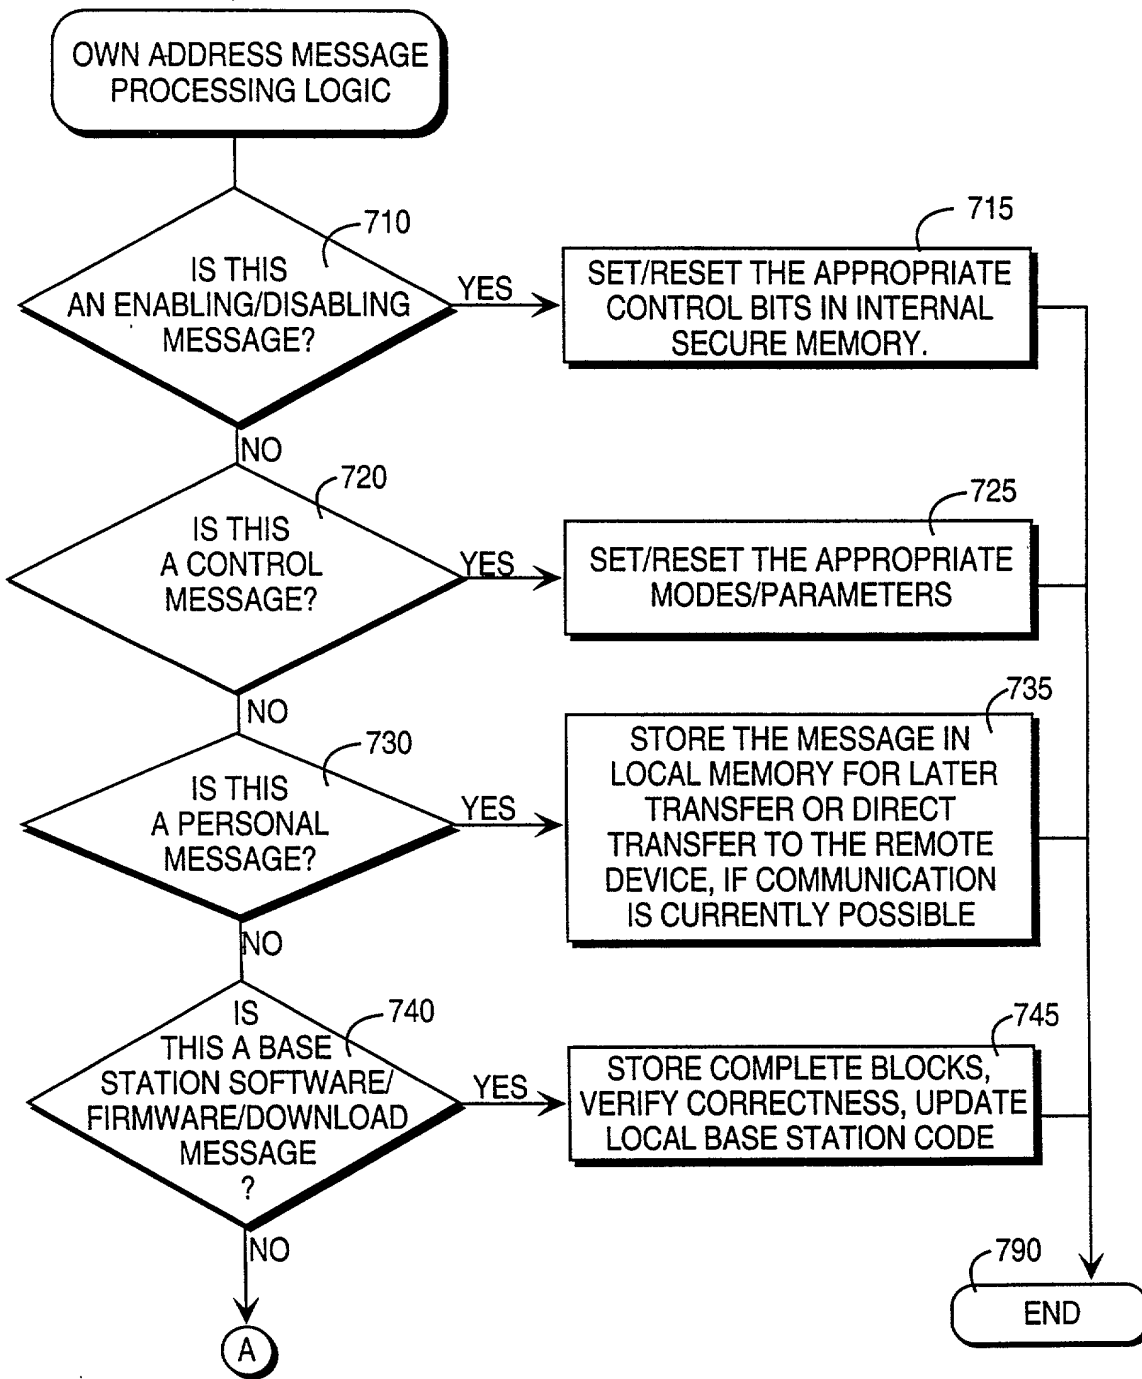 OWN ADDRESS MESSAGE
PROCESSING LOGIC
710
IS THIS
AN ENABLING/DISABLING
MESSAGE?
YES
715
SET/RESET THE APPROPRIATE
CONTROL BITS IN INTERNAL
SECURE MEMORY.
NO
720
IS THIS
A CONTROL
MESSAGE?
YES
725
SET/RESET THE APPROPRIATE
MODES/PARAMETERS
NO
730
IS THIS
A PERSONAL
MESSAGE?
YES
735
STORE THE MESSAGE IN
LOCAL MEMORY FOR LATER
TRANSFER OR DIRECT
TRANSFER TO THE REMOTE
DEVICE, IF COMMUNICATION
IS CURRENTLY POSSIBLE
NO
740
IS
THIS A BASE
STATION SOFTWARE/
FIRMWARE/DOWNLOAD
MESSAGE
?
YES
745
STORE COMPLETE BLOCKS,
VERIFY CORRECTNESS, UPDATE
LOCAL BASE STATION CODE
NO
A
790
END